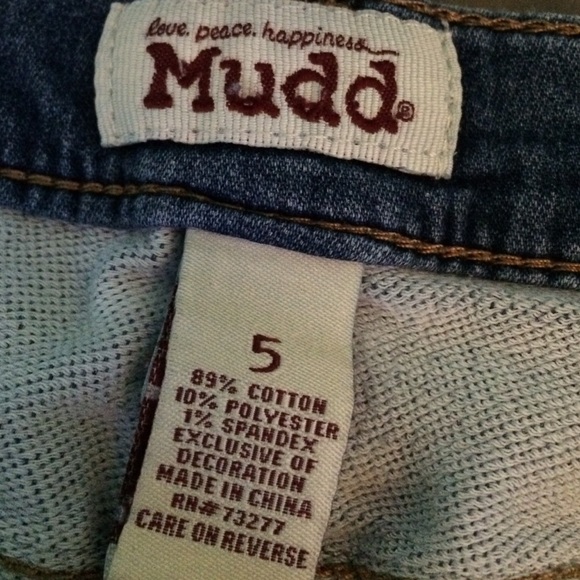 love. peace. happiness.
Mudd®
5
89% COTTON
10% POLYESTER
1% SPANDEX
EXCLUSIVE OF
DECORATION
MADE IN CHINA
RN# 73277
CARE ON REVERSE